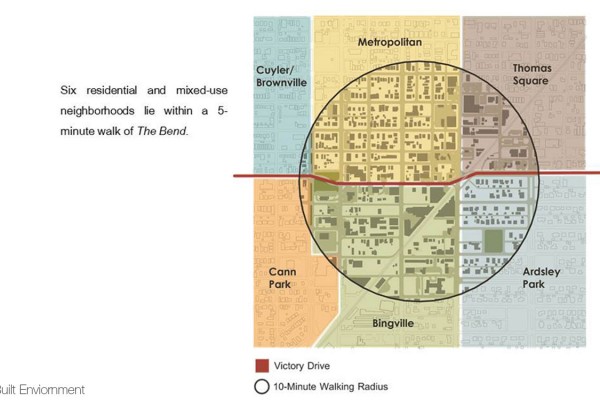 Six residential and mixed-use
neighborhoods lie within a 5-
minute walk of The Bend.
Metropolitan
Cuyler/
Brownville
Thomas
Square
Cann
Park
Ardsley
Park
Bingville
Victory Drive
10-Minute Walking Radius
Built Enviornment